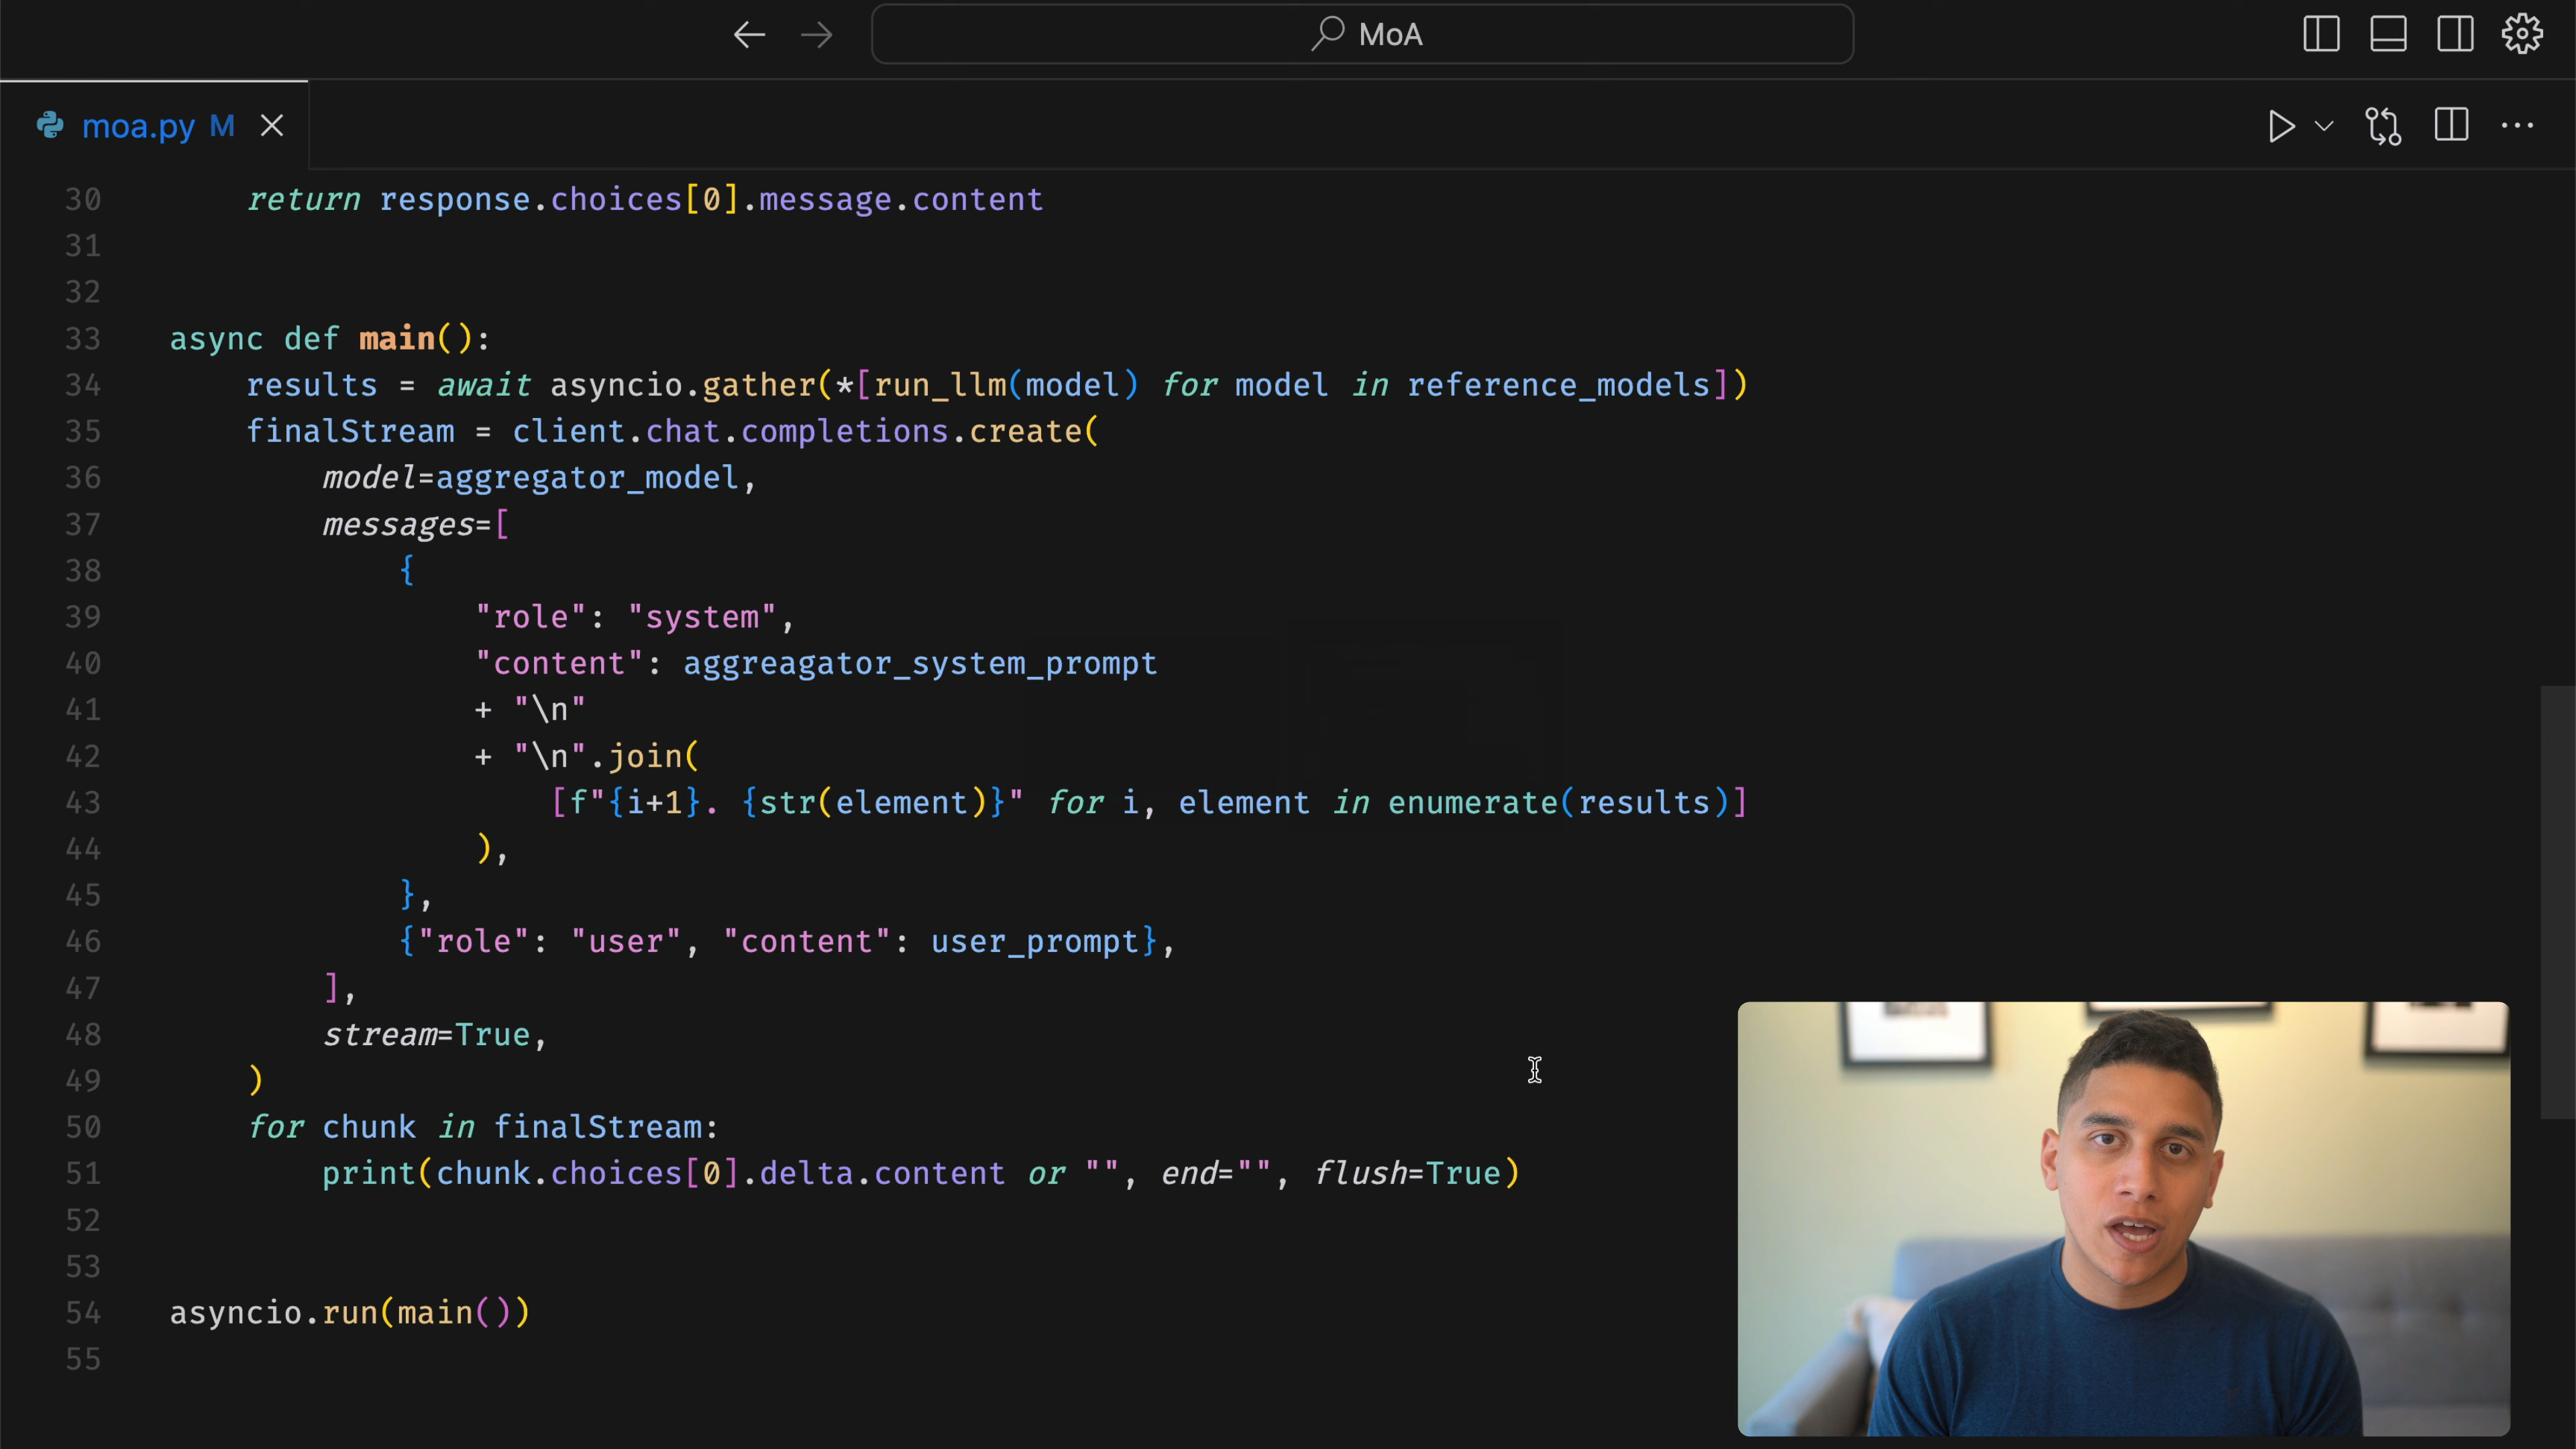 MoA
moa.py M
30 return response.choices[0].message.content
31
32
33 async def main():
34 results = await asyncio.gather(*[run_llm(model) for model in reference_models])
35 finalStream = client.chat.completions.create(
36 model=aggregator_model,
37 messages=[
38 {
39 "role": "system",
40 "content": aggreagator_system_prompt
41 + "\n"
42 + "\n".join(
43 [f"{i+1}. {str(element)}" for i, element in enumerate(results)]
44 ),
45 },
46 {"role": "user", "content": user_prompt},
47 ],
48 stream=True,
49 )
50 for chunk in finalStream:
51 print(chunk.choices[0].delta.content or "", end="", flush=True)
52
53
54 asyncio.run(main())
55